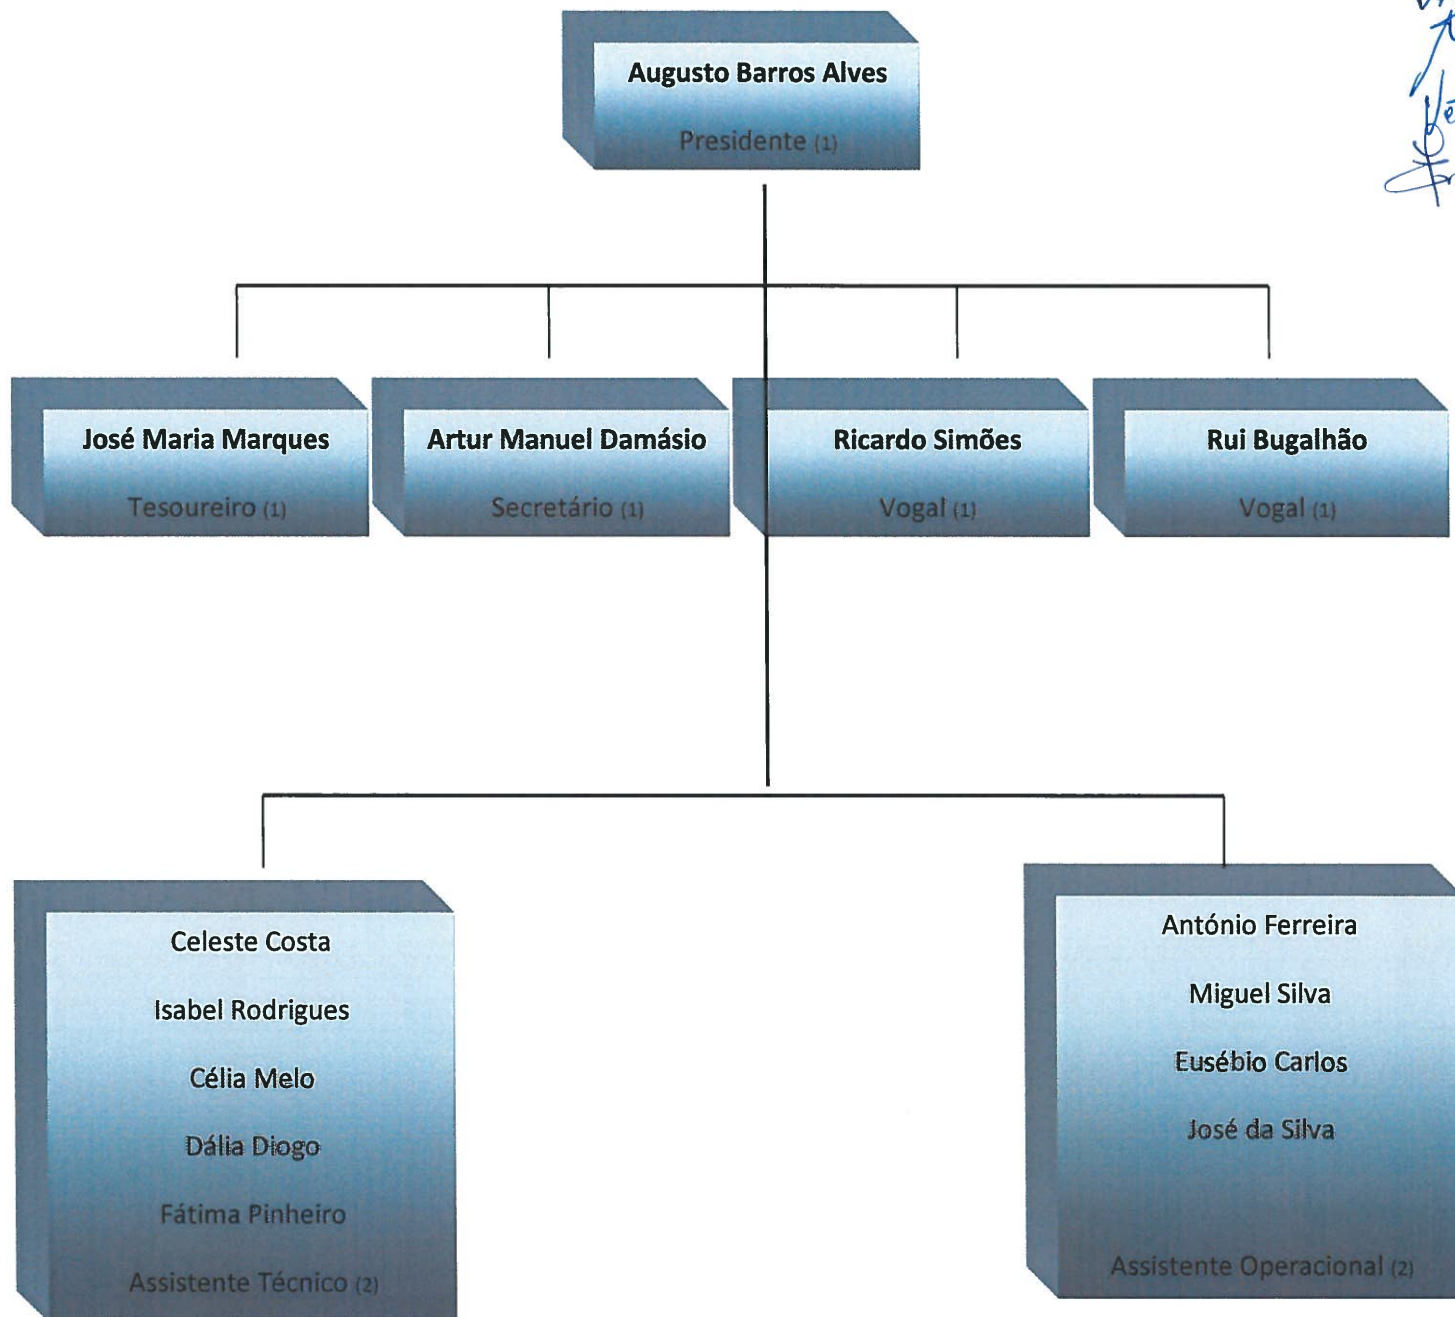 Augusto Barros Alves
Presidente (1)
José Maria Marques
Tesoureiro (1)
Artur Manuel Damásio
Secretário (1)
Ricardo Simões
Vogal (1)
Rui Bugalhão
Vogal (1)
Celeste Costa
Isabel Rodrigues
Célia Melo
Dália Diogo
Fátima Pinheiro
Assistente Técnico (2)
António Ferreira
Miguel Silva
Eusébio Carlos
José da Silva
Assistente Operacional (2)